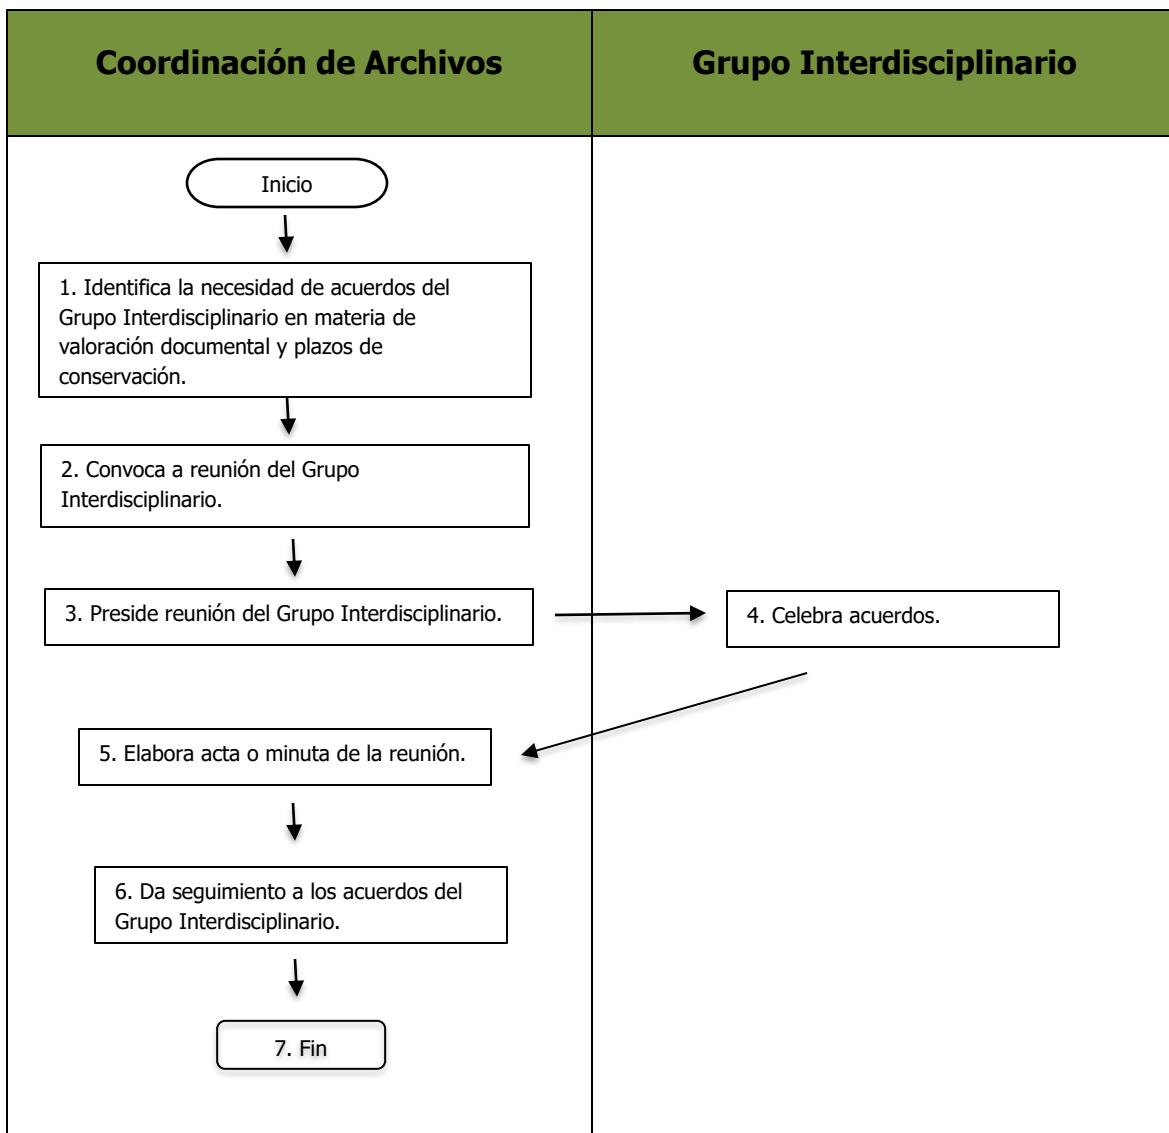 Coordinación de Archivos
Grupo Interdisciplinario
Inicio
1. Identifica la necesidad de acuerdos del
Grupo Interdisciplinario en materia de
valoración documental y plazos de
conservación.
2. Convoca a reunión del Grupo
Interdisciplinario.
3. Preside reunión del Grupo Interdisciplinario.
4. Celebra acuerdos.
5. Elabora acta o minuta de la reunión.
6. Da seguimiento a los acuerdos del
Grupo Interdisciplinario.
7. Fin